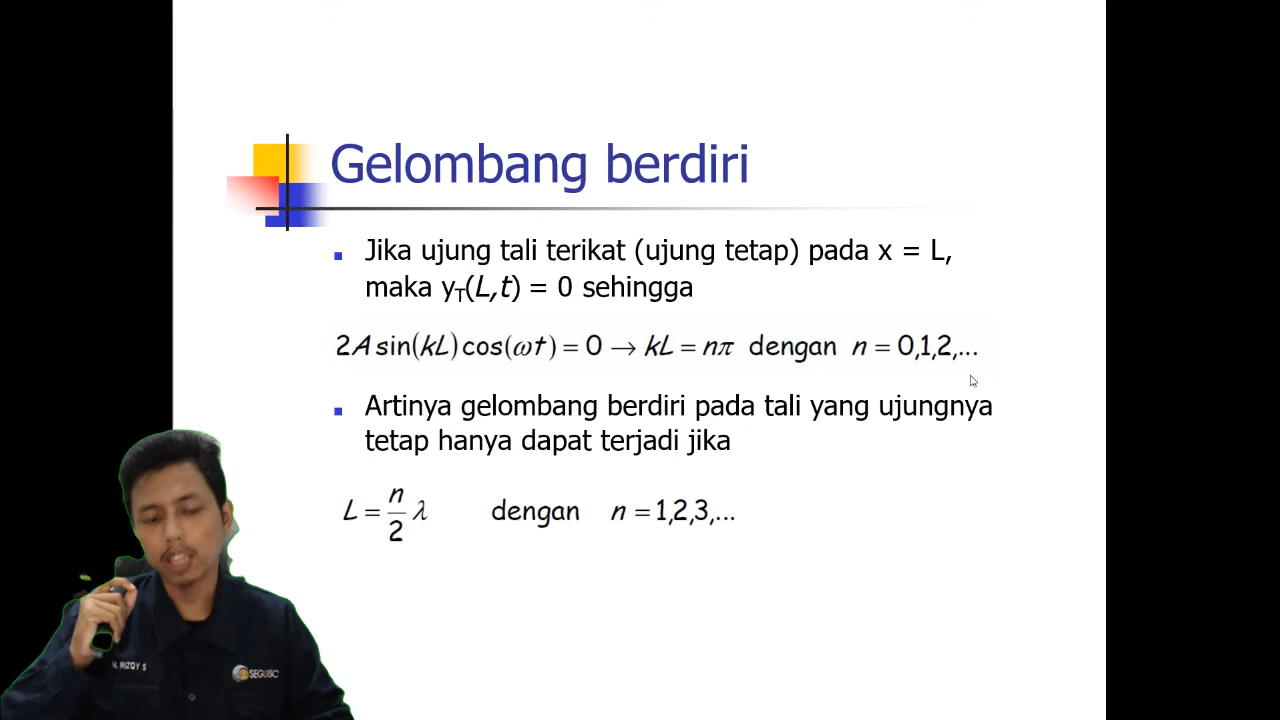 Gelombang berdiri
Jika ujung tali terikat (ujung tetap) pada x = L,
maka y_T(L,t) = 0 sehingga
2A sin(kL) cos(ωt) = 0 → kL = nπ dengan n = 0,1,2,...
Artinya gelombang berdiri pada tali yang ujungnya
tetap hanya dapat terjadi jika
L = n/2 λ dengan n = 1,2,3,...
RIZQY S